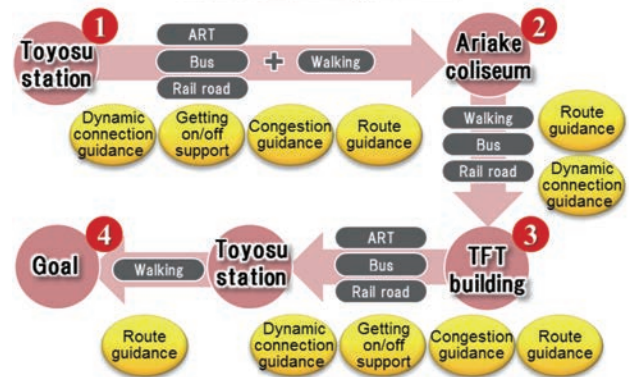 1
Toyosu
station
ART
Bus
Rail road
+
Walking
2
Ariake
coliseum
Dynamic
connection
guidance
Getting
on/off
support
Congestion
guidance
Route
guidance
Walking
Bus
Rail road
Route
guidance
Dynamic
connection
guidance
3
TFT
building
ART
Bus
Rail road
Toyosu
station
Walking
4
Goal
Route
guidance
Dynamic
connection
guidance
Getting
on/off
support
Congestion
guidance
Route
guidance